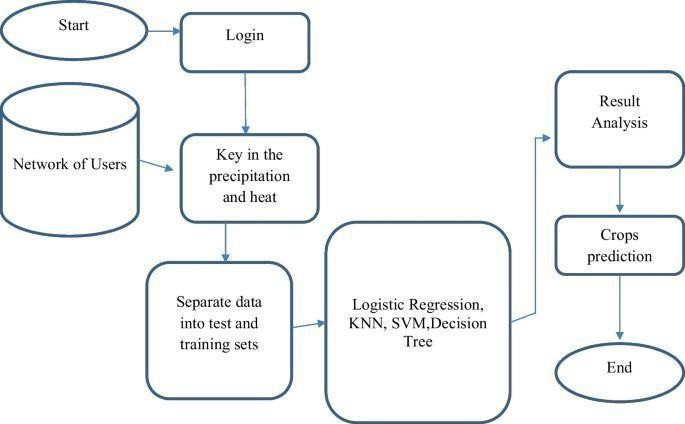 Start
Login
Network of Users
Key in the
precipitation
and heat
Separate data
into test and
training sets
Logistic Regression,
KNN, SVM,Decision
Tree
Result
Analysis
Crops
prediction
End